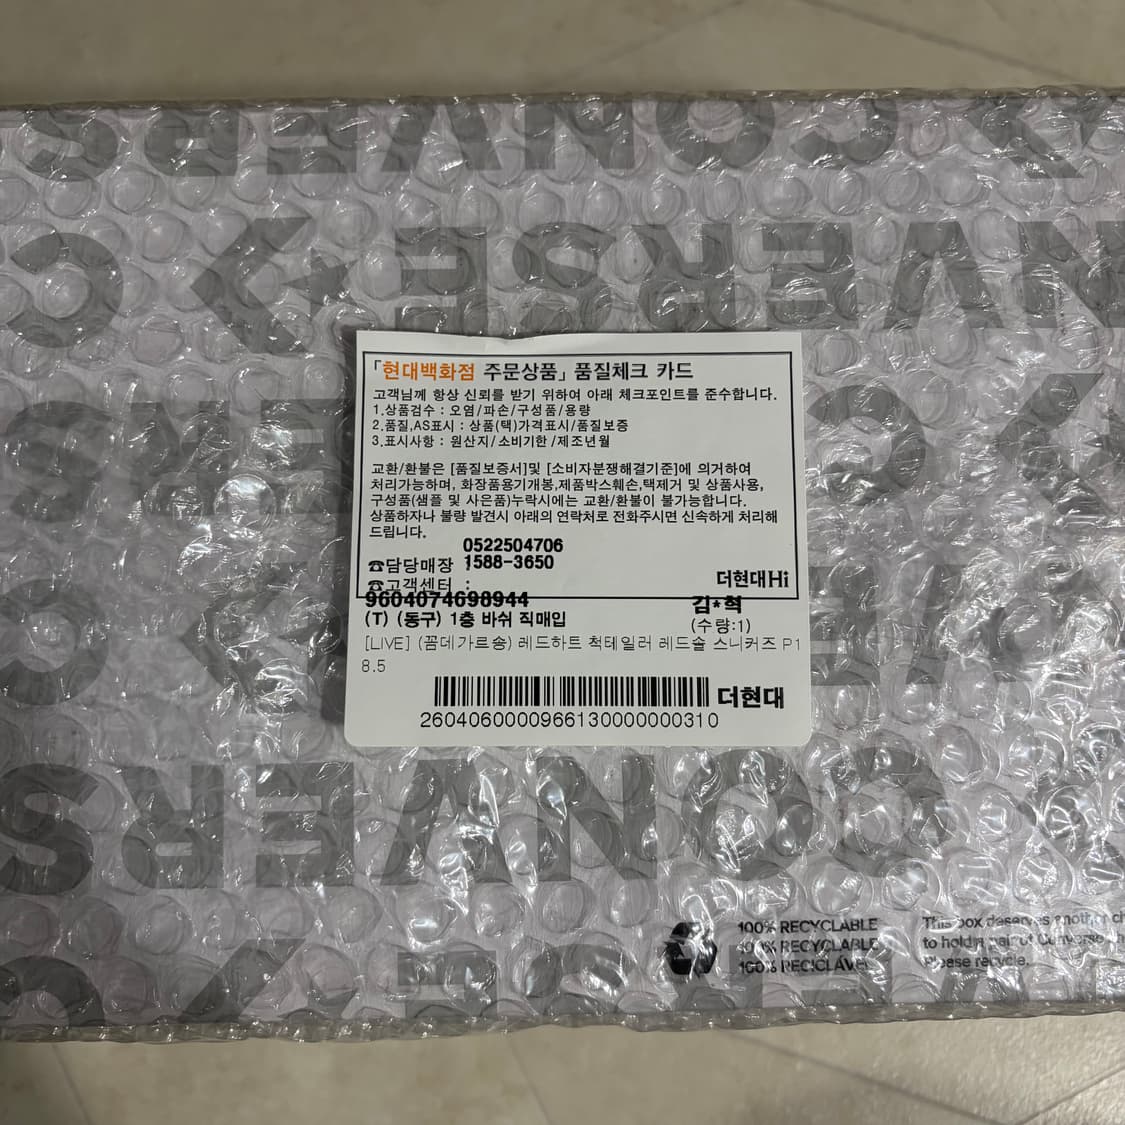 CONVERSE
CONVERSE
「현대백화점 주문상품」 품질체크 카드
고객님께 항상 신뢰를 받기 위하여 아래 체크포인트를 준수합니다.
1.상품검수 : 오염/파손/구성품/용량
2.품질,AS표시 : 상품(택)가격표시/품질보증
3.표시사항 : 원산지/소비기한/제조년월
교환/환불은 [품질보증서]및 [소비자분쟁해결기준]에 의거하여
처리가능하며, 화장품용기개봉,제품박스훼손,택제거 및 상품사용,
구성품(샘플 및 사은품)누락시에는 교환/환불이 불가능합니다.
상품하자나 불량 발견시 아래의 연락처로 전화주시면 신속하게 처리해
드립니다.
0522504706
☎담당매장 : 1588-3650
☎고객센터 :
더현대Hi
9604074698944
김*혁
(T) (동구) 1층 바쉬 직매입
(수량:1)
[LIVE] (꼼데가르송) 레드하트 척테일러 레드솔 스니커즈 P1
8.5
더현대
26040600009661300000000310
CONVERSE
100% RECYCLABLE
100% RECYCLABLE
100% RECICLAVEL
This box deserves another
to hold a pair of Converse
Please recycle.